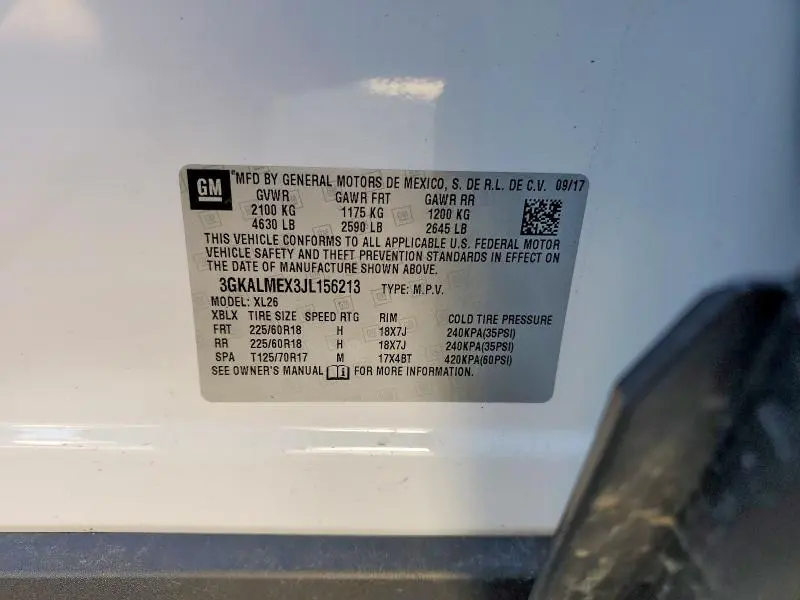 GM
®MFD BY GENERAL MOTORS DE MEXICO, S. DE R.L. DE C.V. 09/17
GVWR GAWR FRT GAWR RR
2100 KG 1175 KG 1200 KG
4630 LB 2590 LB 2645 LB
THIS VEHICLE CONFORMS TO ALL APPLICABLE U.S. FEDERAL MOTOR
VEHICLE SAFETY AND THEFT PREVENTION STANDARDS IN EFFECT ON
THE DATE OF MANUFACTURE SHOWN ABOVE.
3GKALMEX3JL156213 TYPE: M.P.V.
MODEL: XL26
XBLX TIRE SIZE SPEED RTG RIM COLD TIRE PRESSURE
FRT 225/60R18 H 18X7J 240KPA(35PSI)
RR 225/60R18 H 18X7J 240KPA(35PSI)
SPA T125/70R17 M 17X4BT 420KPA(60PSI)
SEE OWNER'S MANUAL FOR MORE INFORMATION.